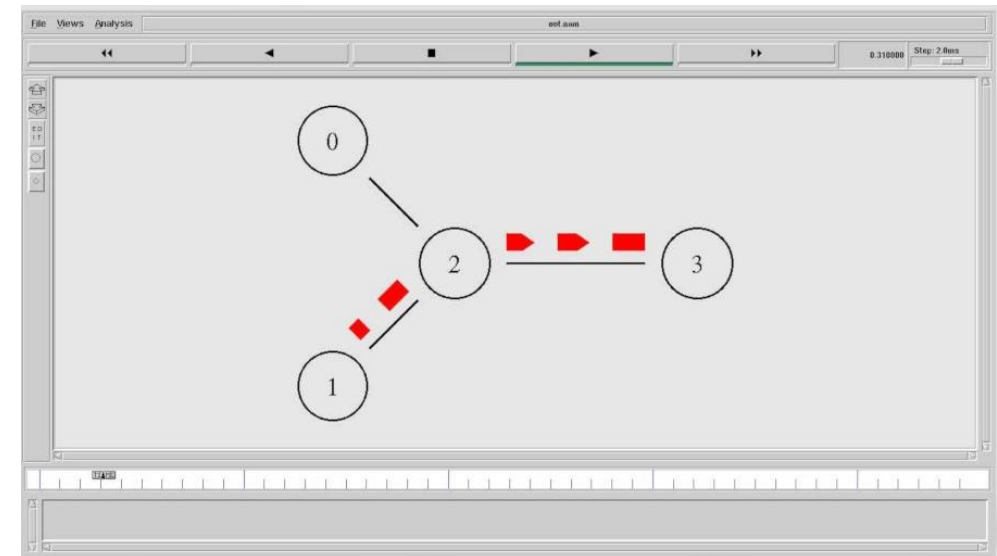 File Views Analysis out.nam
0.310000 Step: 2.0ms
E D
I T
0
2
3
1